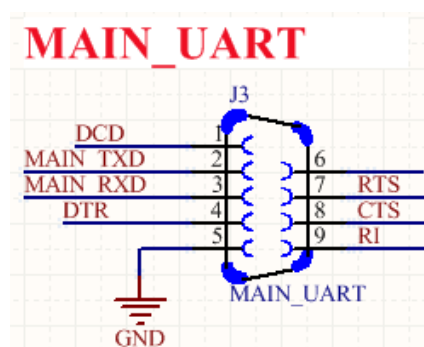 MAIN_UART
J3
DCD 1
MAIN_TXD 2 6
MAIN_RXD 3 7 RTS
DTR 4 8 CTS
5 9 RI
MAIN_UART
GND